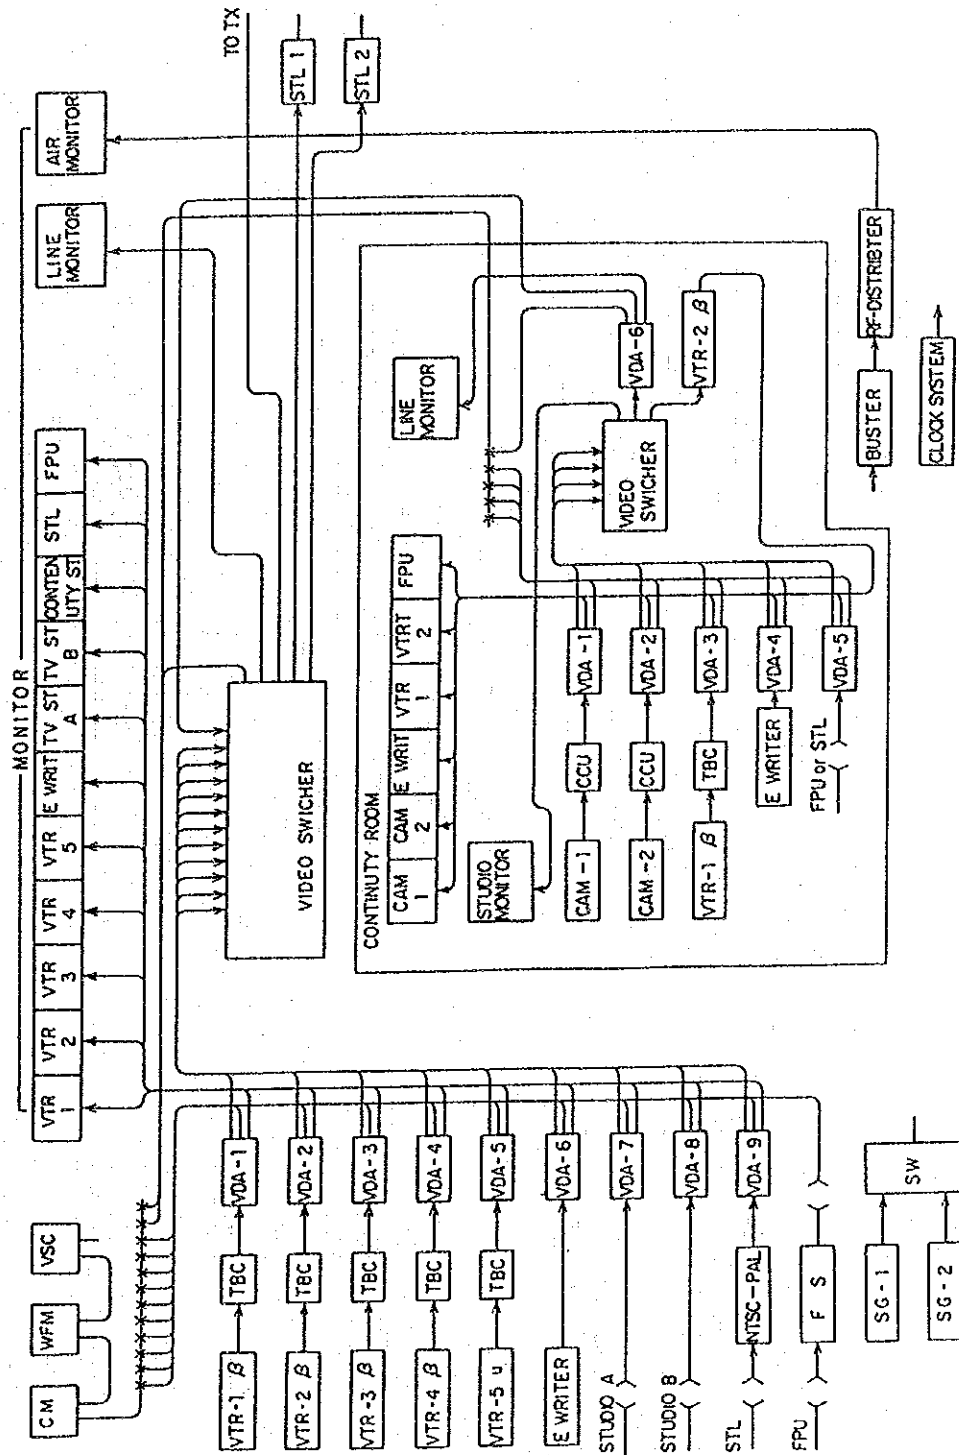 MONITOR
CM
WFM
VSC
VTR 1
VTR 2
VTR 3
VTR 4
VTR 5
E WRIT
TV ST A
TV ST B
CONTEN
UTY ST
STL
FPU
LINE
MONITOR
AIR
MONITOR
TO TX
STL 1
STL 2
VIDEO SWICHER
VTR-1 β
TBC
VDA-1
VTR-2 β
TBC
VDA-2
VTR-3 β
TBC
VDA-3
VTR-4 β
TBC
VDA-4
VTR-5 u
TBC
VDA-5
E WRITER
VDA-6
STUDIO A
VDA-7
STUDIO B
VDA-8
STL
NTSC-PAL
VDA-9
FPU
F S
SG-1
SG-2
SW
CONTINUTY ROOM
CAM 1
CAM 2
E WRIT
VTR 1
VTRT 2
FPU
LINE
MONITOR
STUDIO
MONITOR
CAM-1
CCU
VDA-1
CAM-2
CCU
VDA-2
VTR-1 β
TBC
VDA-3
E WRITER
VDA-4
FPU or STL
VDA-5
VIDEO
SWICHER
VDA-6
VTR-2 β
BUSTER
RF-DISTRIBTER
CLOCK SYSTEM